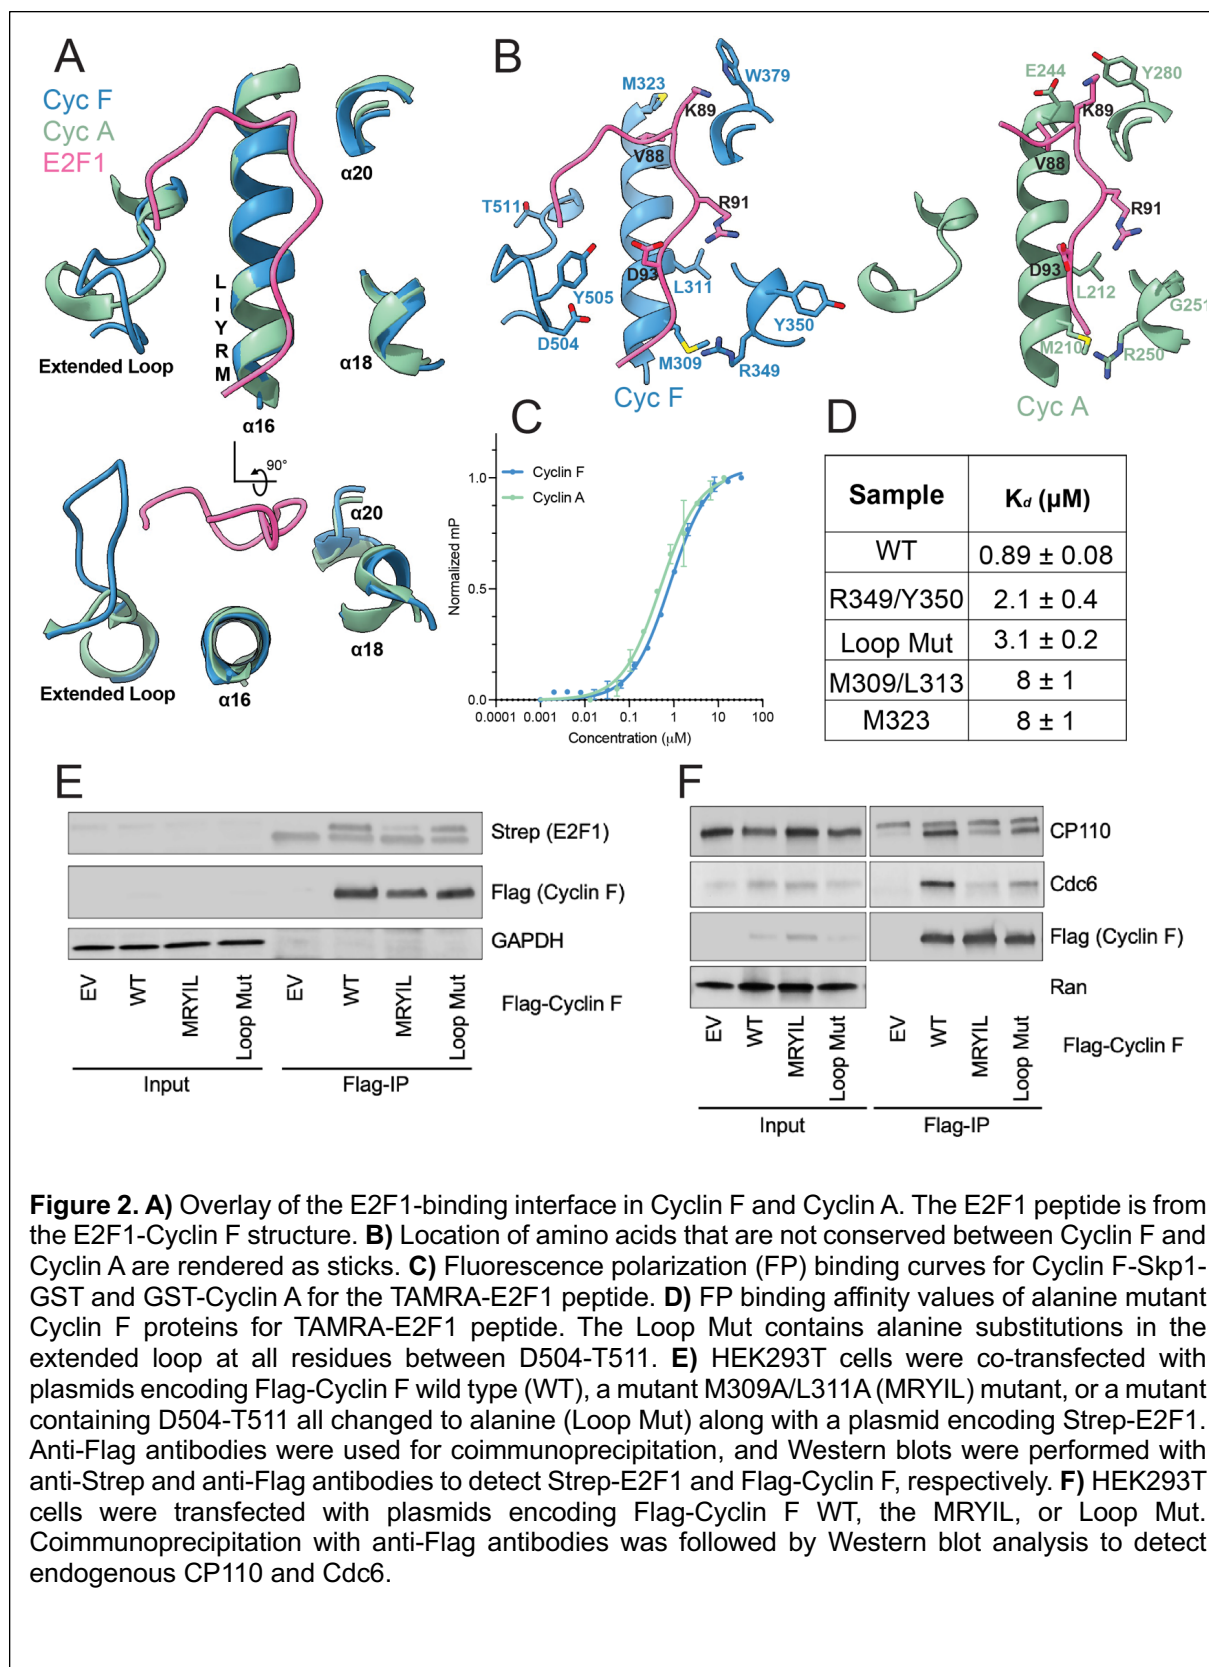 A
Cyc F
Cyc A
E2F1
α20
L
I
Y
R
M
Extended Loop
α18
α16
90°
α20
α18
Extended Loop
α16
B
M323
W379
K89
V88
T511
R91
D93
L311
Y505
D504
Y350
M309
R349
Cyc F
E244
Y280
K89
V88
R91
D93
L212
G251
M210
R250
Cyc A
C
Cyclin F
Cyclin A
Normalized mP
1.0
0.5
0.0
0.0001 0.001 0.01 0.1 1 10 100
Concentration (μM)
D
Sample Kd (μM)
WT 0.89 ± 0.08
R349/Y350 2.1 ± 0.4
Loop Mut 3.1 ± 0.2
M309/L313 8 ± 1
M323 8 ± 1
E
Strep (E2F1)
Flag (Cyclin F)
GAPDH
EV WT MRYIL Loop Mut EV WT MRYIL Loop Mut
Flag-Cyclin F
Input Flag-IP
F
CP110
Cdc6
Flag (Cyclin F)
Ran
EV WT MRYIL Loop Mut EV WT MRYIL Loop Mut
Flag-Cyclin F
Input Flag-IP
Figure 2. A) Overlay of the E2F1-binding interface in Cyclin F and Cyclin A. The E2F1 peptide is from
the E2F1-Cyclin F structure. B) Location of amino acids that are not conserved between Cyclin F and
Cyclin A are rendered as sticks. C) Fluorescence polarization (FP) binding curves for Cyclin F-Skp1-
GST and GST-Cyclin A for the TAMRA-E2F1 peptide. D) FP binding affinity values of alanine mutant
Cyclin F proteins for TAMRA-E2F1 peptide. The Loop Mut contains alanine substitutions in the
extended loop at all residues between D504-T511. E) HEK293T cells were co-transfected with
plasmids encoding Flag-Cyclin F wild type (WT), a mutant M309A/L311A (MRYIL) mutant, or a mutant
containing D504-T511 all changed to alanine (Loop Mut) along with a plasmid encoding Strep-E2F1.
Anti-Flag antibodies were used for coimmunoprecipitation, and Western blots were performed with
anti-Strep and anti-Flag antibodies to detect Strep-E2F1 and Flag-Cyclin F, respectively. F) HEK293T
cells were transfected with plasmids encoding Flag-Cyclin F WT, the MRYIL, or Loop Mut.
Coimmunoprecipitation with anti-Flag antibodies was followed by Western blot analysis to detect
endogenous CP110 and Cdc6.